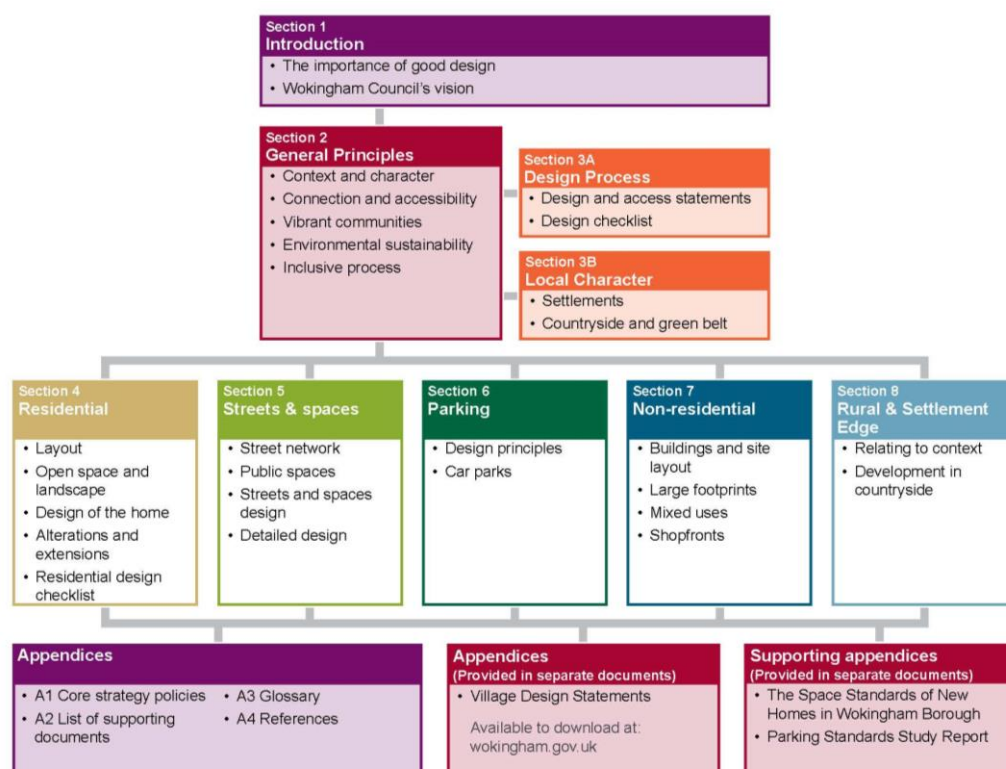 Section 1
Introduction
• The importance of good design
• Wokingham Council's vision
Section 2
General Principles
• Context and character
• Connection and accessibility
• Vibrant communities
• Environmental sustainability
• Inclusive process
Section 3A
Design Process
• Design and access statements
• Design checklist
Section 3B
Local Character
• Settlements
• Countryside and green belt
Section 4
Residential
• Layout
• Open space and
landscape
• Design of the home
• Alterations and
extensions
• Residential design
checklist
Section 5
Streets & spaces
• Street network
• Public spaces
• Streets and spaces
design
• Detailed design
Section 6
Parking
• Design principles
• Car parks
Section 7
Non-residential
• Buildings and site
layout
• Large footprints
• Mixed uses
• Shopfronts
Section 8
Rural & Settlement
Edge
• Relating to context
• Development in
countryside
Appendices
• A1 Core strategy policies
• A2 List of supporting
documents
• A3 Glossary
• A4 References
Appendices
(Provided in separate documents)
• Village Design Statements
Available to download at:
wokingham.gov.uk
Supporting appendices
(Provided in separate documents)
• The Space Standards of New
Homes in Wokingham Borough
• Parking Standards Study Report